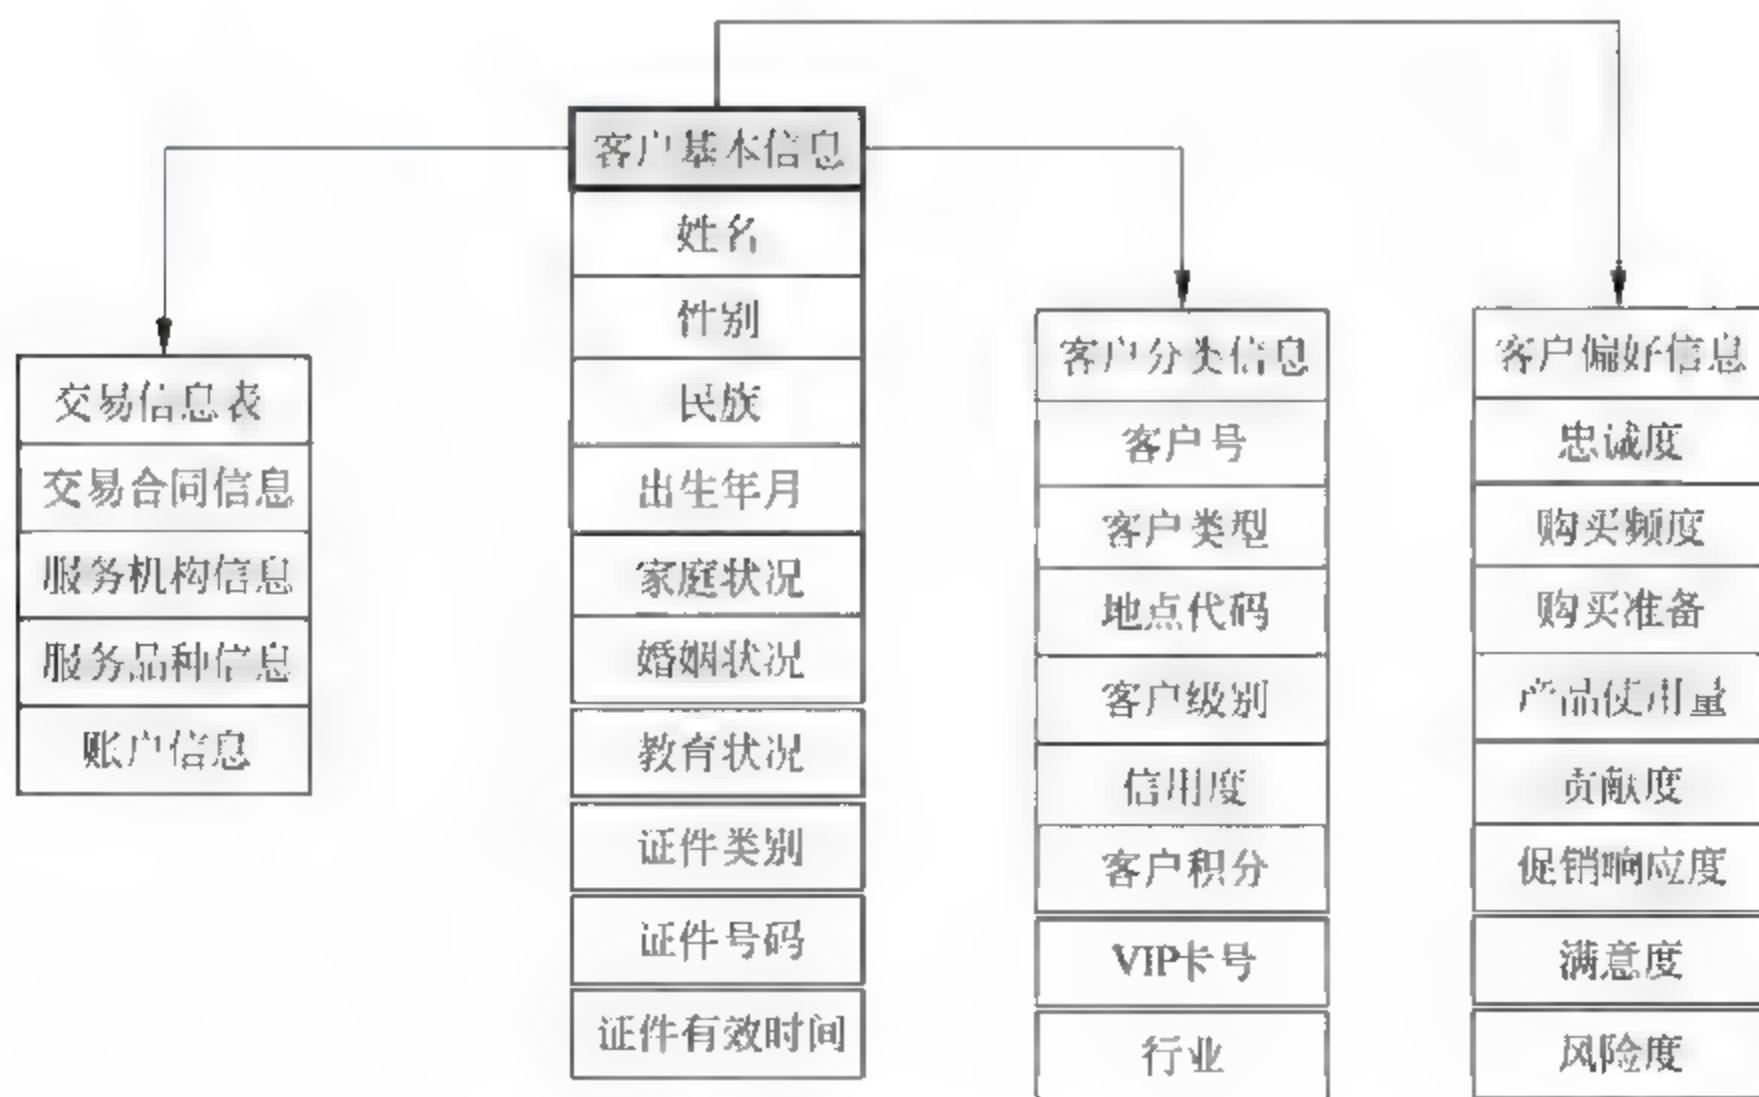 客户基本信息
姓名
性别
民族
出生年月
家庭状况
婚姻状况
教育状况
证件类别
证件号码
证件有效时间
交易信息表
交易合同信息
服务机构信息
服务品种信息
账户信息
客户分类信息
客户号
客户类型
地点代码
客户级别
信用度
客户积分
VIP卡号
行业
客户偏好信息
忠诚度
购买频度
购买准备
产品使用量
贡献度
促销响应度
满意度
风险度